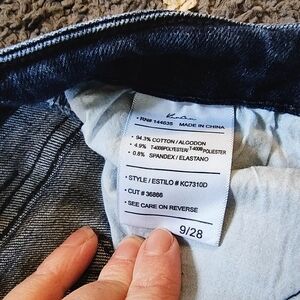 KanCan
• RN# 144635 MADE IN CHINA
• 94.3% COTTON / ALGODON
• 4.9% T-400®POLYESTER/ T-400® POLIESTER
• 0.8% SPANDEX / ELASTANO
• STYLE / ESTILO # KC7310D
• CUT # 36866
• SEE CARE ON REVERSE
9/28